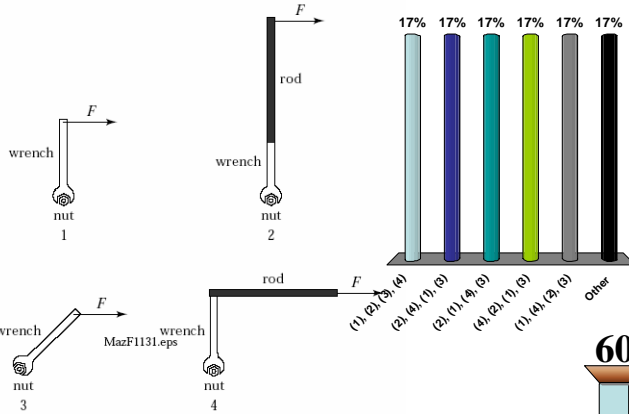 F
rod
wrench
nut
2
F
wrench
nut
1
17% 17% 17% 17% 17% 17%
(1), (2), (3), (4)
(2), (4), (1), (3)
(2), (1), (4), (3)
(4), (2), (1), (3)
(1), (4), (2), (3)
Other
F
wrench
MazF1131.eps
nut
3
rod
F
wrench
nut
4
60